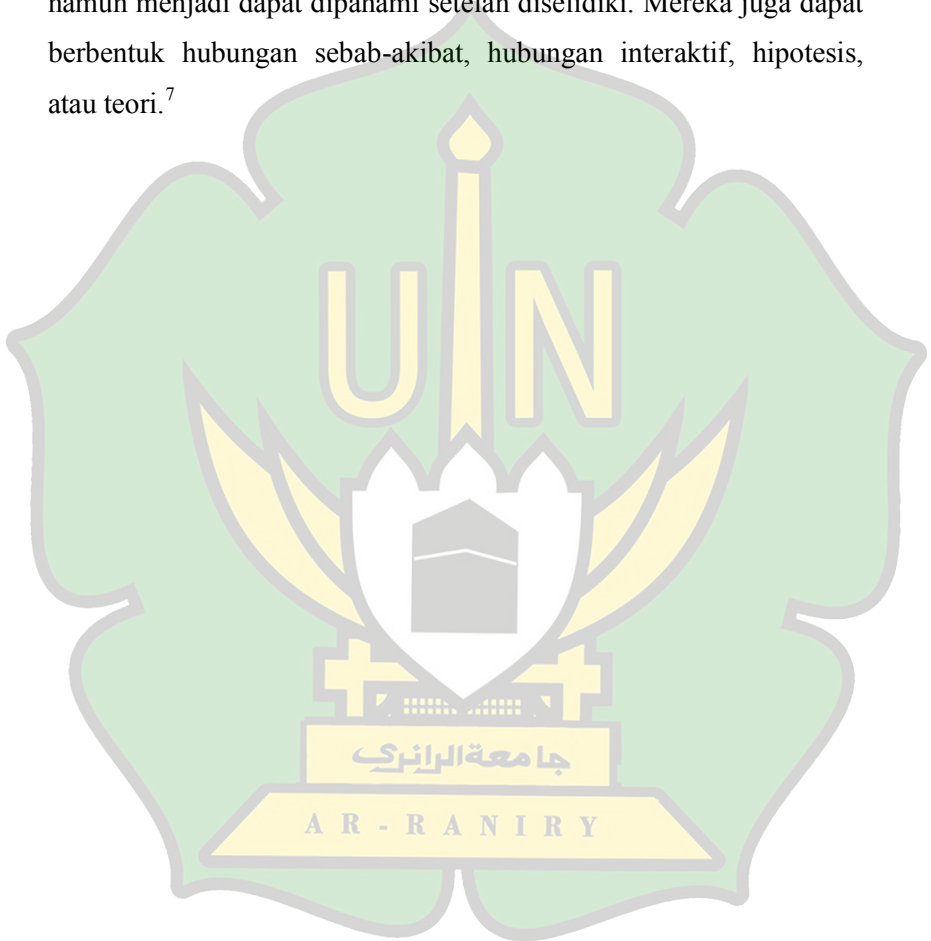 namun menjadi dapat dipahami setelah diselidiki. Mereka juga dapat
berbentuk hubungan sebab-akibat, hubungan interaktif, hipotesis,
atau teori.⁷
UIN
جامعة الرانري
AR-RANIRY